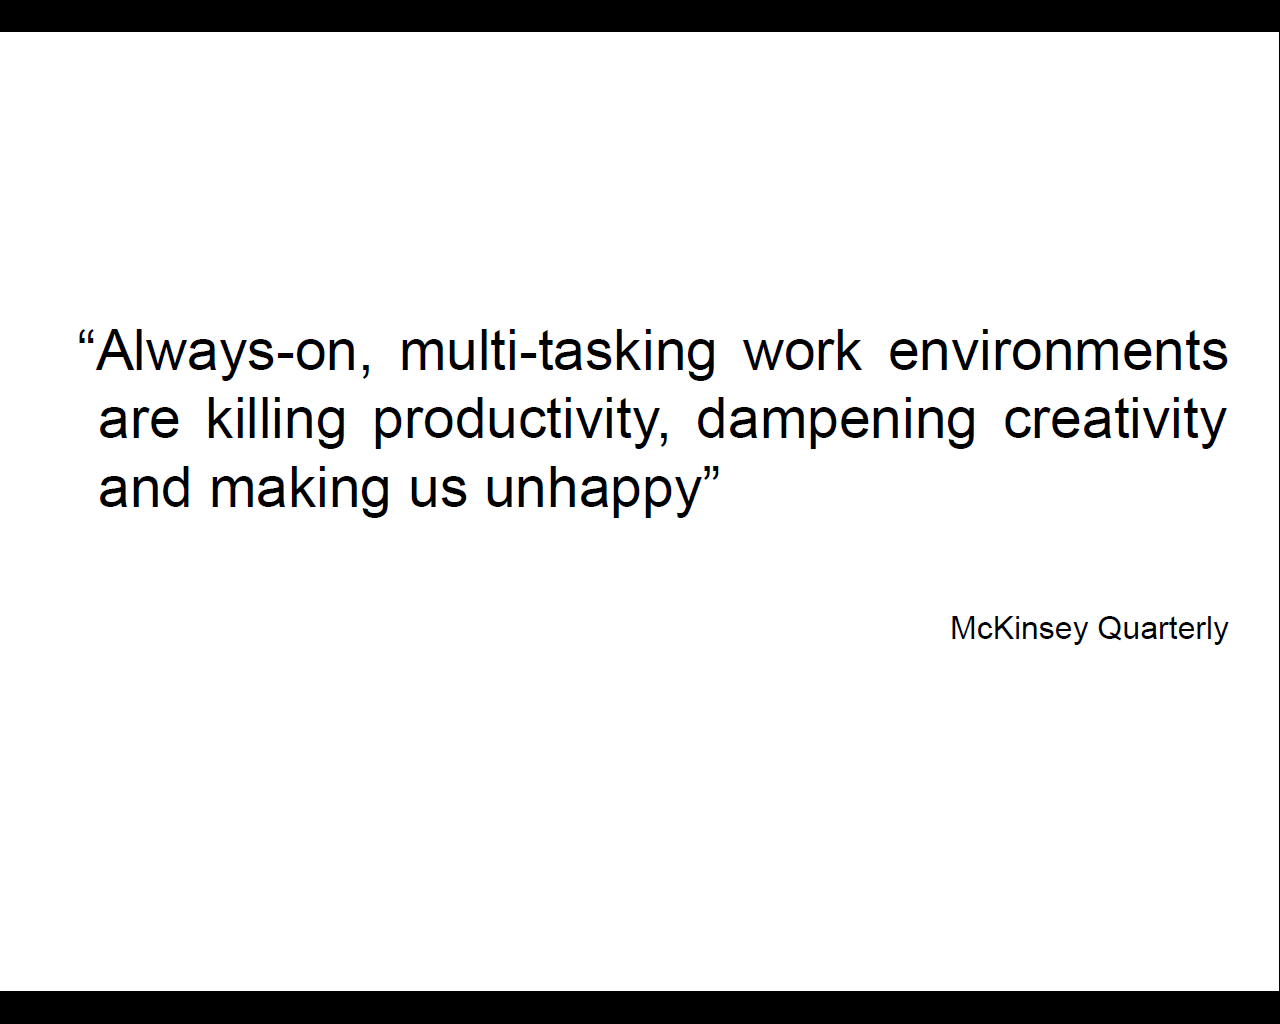 “Always-on, multi-tasking work environments
are killing productivity, dampening creativity
and making us unhappy”
McKinsey Quarterly